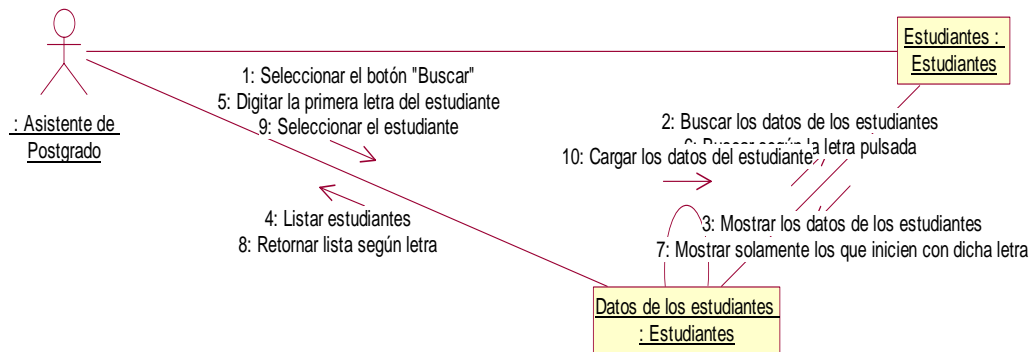 Estudiantes :
Estudiantes
: Asistente de
Postgrado
1: Seleccionar el botón "Buscar"
5: Digitar la primera letra del estudiante
9: Seleccionar el estudiante
2: Buscar los datos de los estudiantes
la letra pulsada
10: Cargar los datos del estudiante
4: Listar estudiantes
8: Retornar lista según letra
3: Mostrar los datos de los estudiantes
7: Mostrar solamente los que inicien con dicha letra
Datos de los estudiantes
: Estudiantes